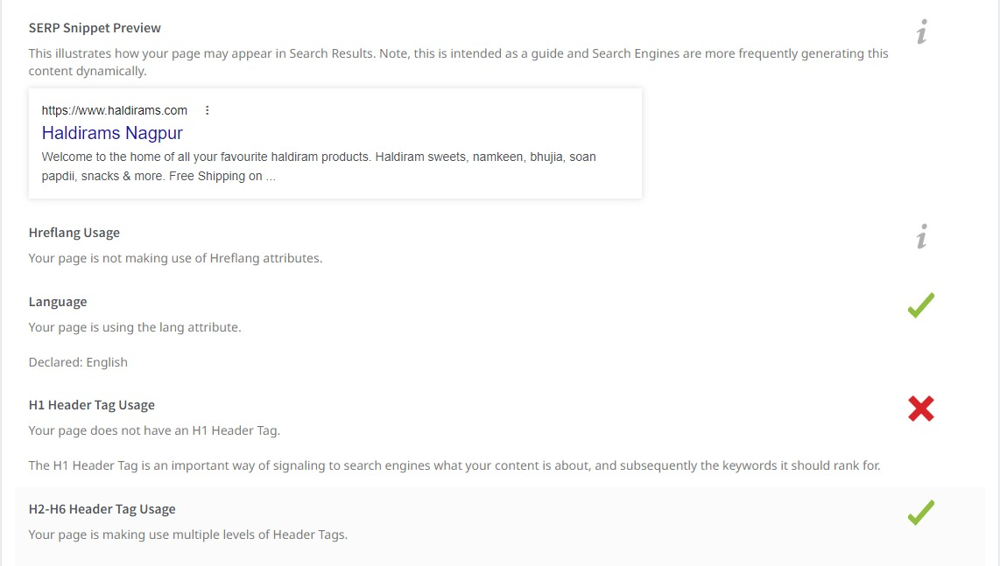 SERP Snippet Preview
This illustrates how your page may appear in Search Results. Note, this is intended as a guide and Search Engines are more frequently generating this
content dynamically.
https://www.haldirams.com
Haldirams Nagpur
Welcome to the home of all your favourite haldiram products. Haldiram sweets, namkeen, bhujia, soan
papdii, snacks & more. Free Shipping on ...
Hreflang Usage
Your page is not making use of Hreflang attributes.
Language
Your page is using the lang attribute.
Declared: English
H1 Header Tag Usage
Your page does not have an H1 Header Tag.
The H1 Header Tag is an important way of signaling to search engines what your content is about, and subsequently the keywords it should rank for.
H2-H6 Header Tag Usage
Your page is making use multiple levels of Header Tags.